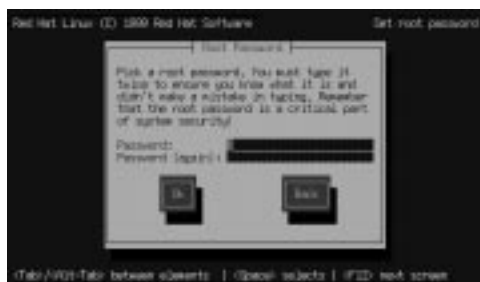 Red Hat Linux (C) 1999 Red Hat Software Set root password
Root Password
Pick a root password. You must type it
twice to ensure you know what it is and
didn't make a mistake in typing. Remember
that the root password is a critical part
of system security!
Password:
Password (again):
Ok Back
<Tab>/<Alt-Tab> between elements | <Space> selects | <F12> next screen